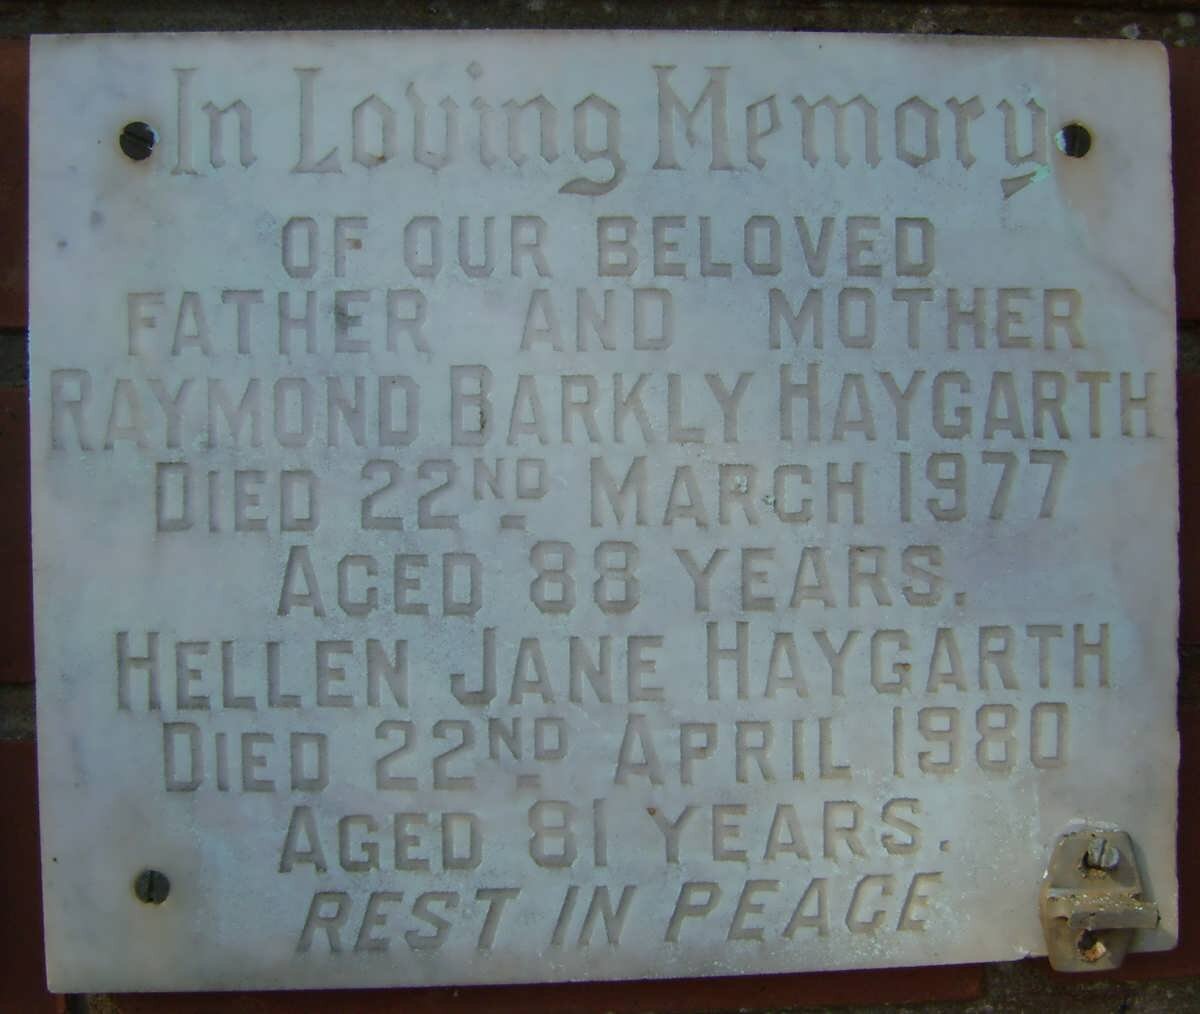 In Loving Memory
OF OUR BELOVED
FATHER AND MOTHER
RAYMOND BARKLY HAYGARTH
DIED 22ND MARCH 1977
AGED 88 YEARS.
HELLEN JANE HAYGARTH
DIED 22ND APRIL 1980
AGED 81 YEARS.
REST IN PEACE